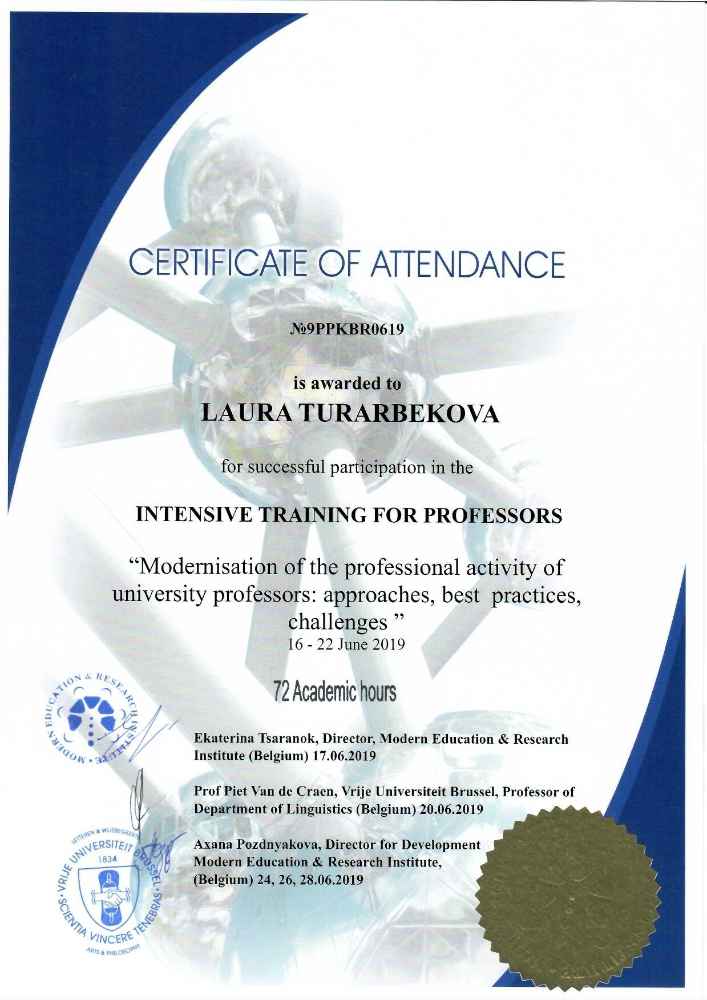 CERTIFICATE OF ATTENDANCE
№9PPKBR0619
is awarded to
LAURA TURARBEKOVA
for successful participation in the
INTENSIVE TRAINING FOR PROFESSORS
“Modernisation of the professional activity of
university professors: approaches, best practices,
challenges ”
16 - 22 June 2019
72 Academic hours
MODERN EDUCATION & RESEARCH INSTITUTE •
Ekaterina Tsaranok, Director, Modern Education & Research
Institute (Belgium) 17.06.2019
Prof Piet Van de Craen, Vrije Universiteit Brussel, Professor of
Department of Linguistics (Belgium) 20.06.2019
Axana Pozdnyakova, Director for Development
Modern Education & Research Institute,
(Belgium) 24, 26, 28.06.2019
LETTEREN & WIJSBEGEERTE
VRIJE UNIVERSITEIT BRUSSEL •
1834
SCIENTIA VINCERE TENEBRAS •
ARTS & PHILOSOPHY